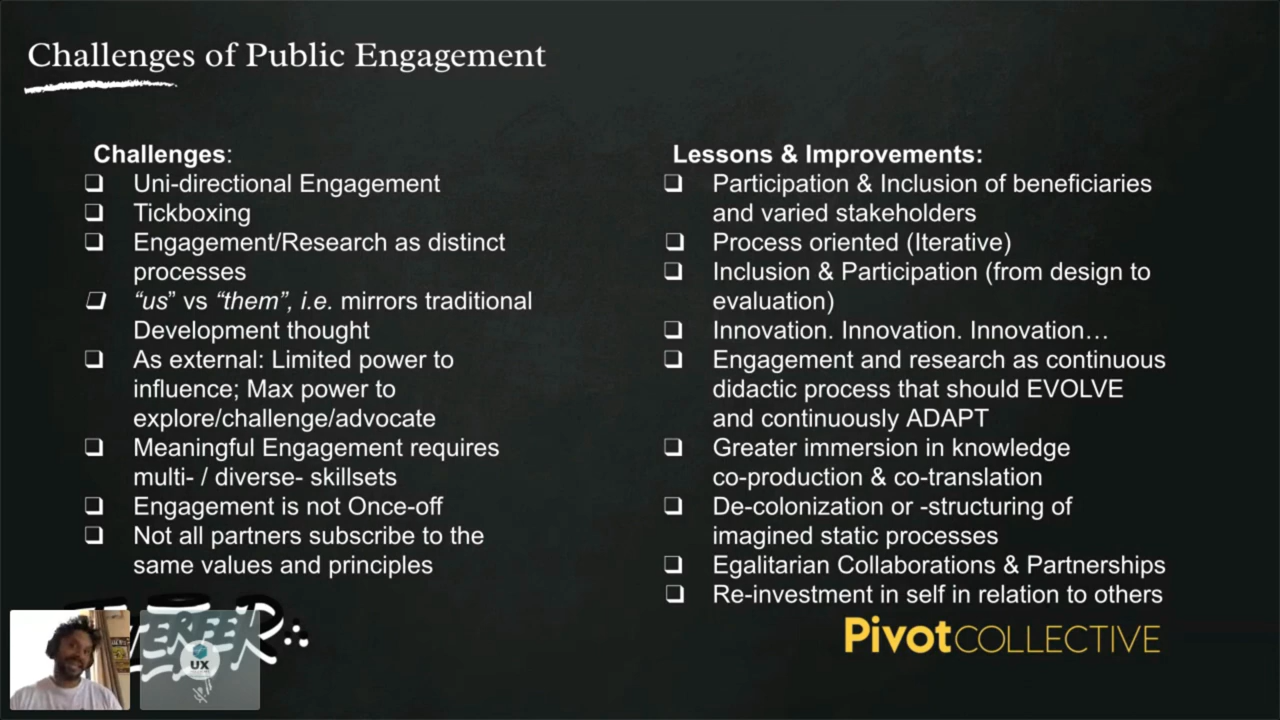 Challenges of Public Engagement
Challenges:
❏ Uni-directional Engagement
❏ Tickboxing
❏ Engagement/Research as distinct
processes
❏ “us” vs “them”, i.e. mirrors traditional
Development thought
❏ As external: Limited power to
influence; Max power to
explore/challenge/advocate
❏ Meaningful Engagement requires
multi- / diverse- skillsets
❏ Engagement is not Once-off
❏ Not all partners subscribe to the
same values and principles
Lessons & Improvements:
❏ Participation & Inclusion of beneficiaries
and varied stakeholders
❏ Process oriented (Iterative)
❏ Inclusion & Participation (from design to
evaluation)
❏ Innovation. Innovation. Innovation…
❏ Engagement and research as continuous
didactic process that should EVOLVE
and continuously ADAPT
❏ Greater immersion in knowledge
co-production & co-translation
❏ De-colonization or -structuring of
imagined static processes
❏ Egalitarian Collaborations & Partnerships
❏ Re-investment in self in relation to others
PivotCOLLECTIVE
UX